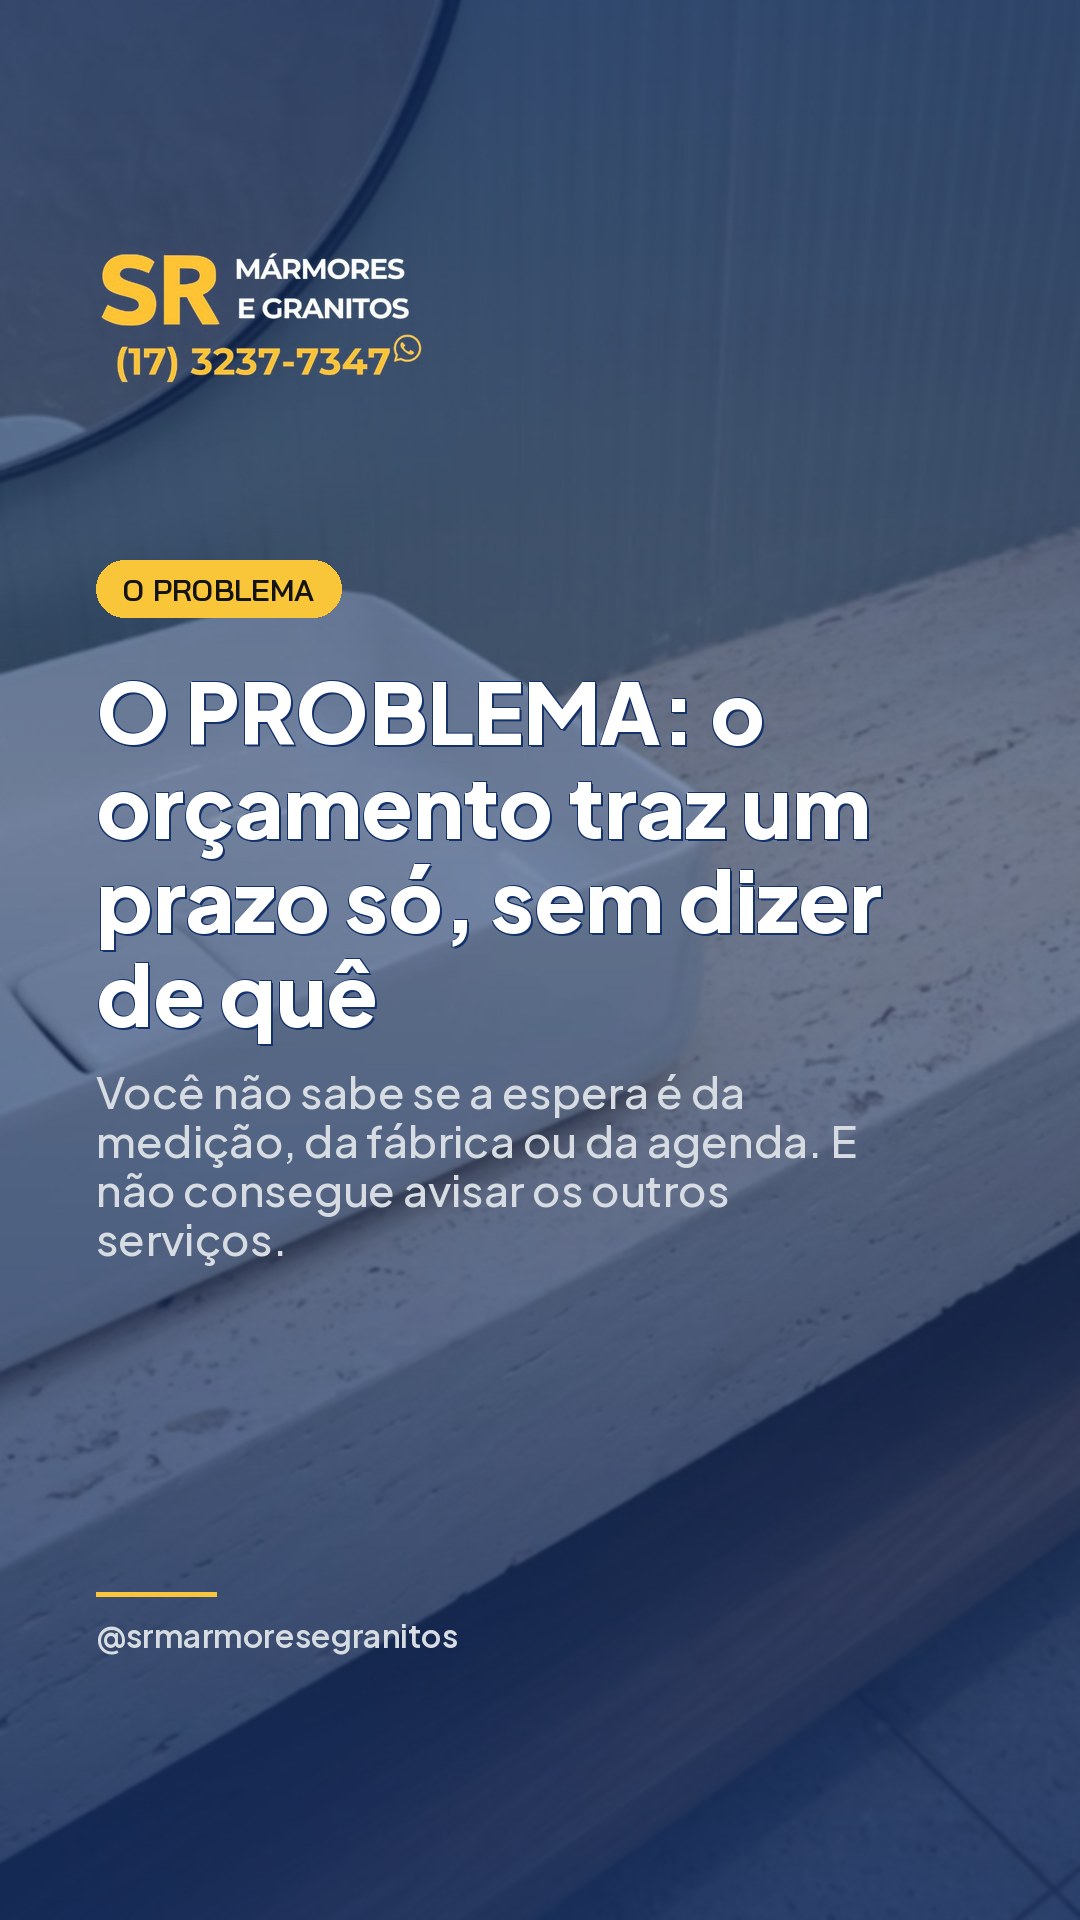 SR MÁRMORES
E GRANITOS
(17) 3237-7347
O PROBLEMA
O PROBLEMA: o
orçamento traz um
prazo só, sem dizer
de quê
Você não sabe se a espera é da
medição, da fábrica ou da agenda. E
não consegue avisar os outros
serviços.
@srmarmoresegranitos